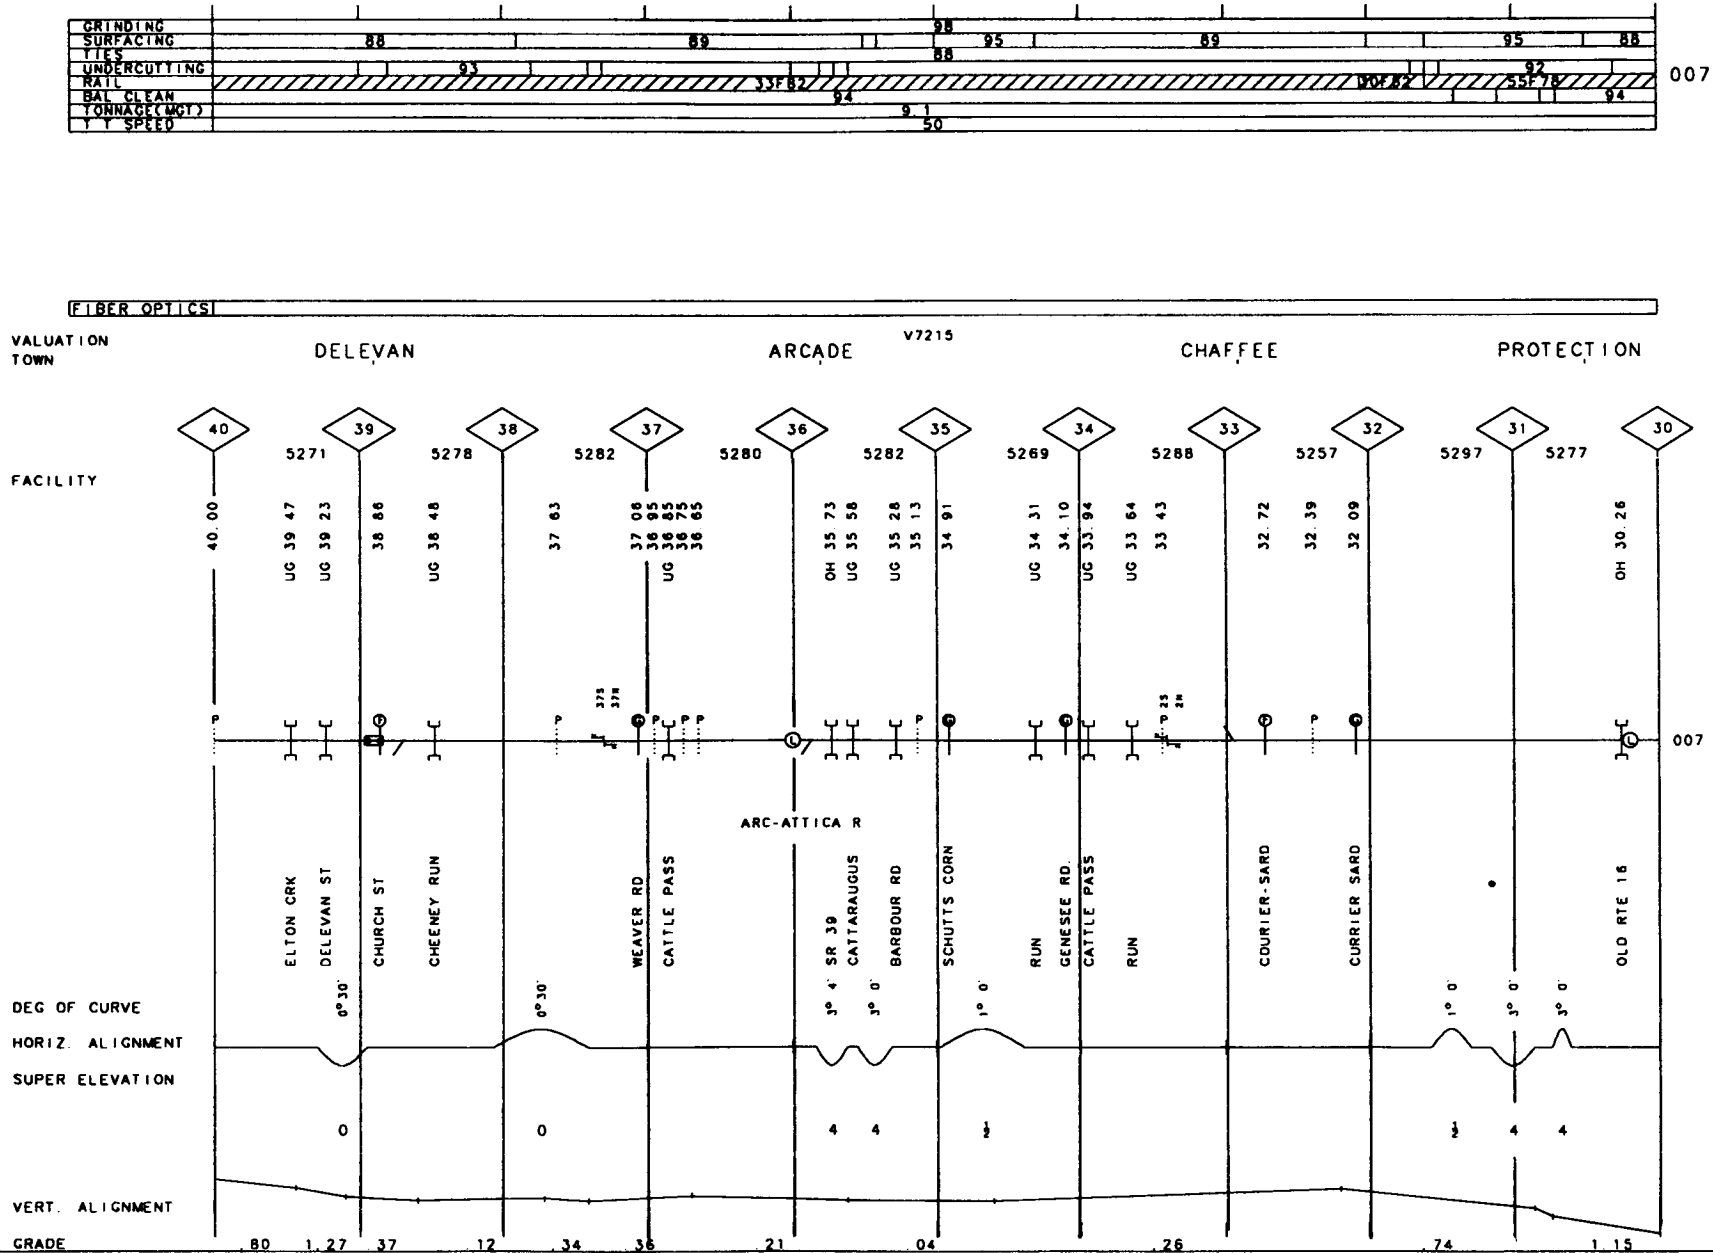 GRINDING 98
SURFACING 88 89 95 89 95 88
TIES 88
UNDERCUTTING 93 92
RAIL 33F82 55F78
BAL CLEAN 94 94
TONNAGE(MGT) 9.1
T T SPEED 50
007
FIBER OPTICS
VALUATION V7215
TOWN DELEVAN ARCADE CHAFFEE PROTECTION
40 39 38 37 36 35 34 33 32 31 30
5271 5278 5282 5280 5282 5269 5288 5257 5297 5277
FACILITY
40.00
UG 39 47
UG 39 23
38 86
UG 38 48
37 63
37 08
36 95
UG 36 85
36 75
36 65
OH 35 73
UG 35 58
UG 35 28
35 13
34 91
UG 34 31
34.10
UG 33.94
UG 33 64
33 43
32.72
32 39
32 09
OH 30.26
37S 37N 2S 2N
P P P P P P P P
L L
007
ARC-ATTICA R
ELTON CRK
DELEVAN ST
CHURCH ST
CHEENEY RUN
WEAVER RD
CATTLE PASS
SR 39
CATTARAUGUS
BARBOUR RD
SCHUTTS CORN
RUN
GENESEE RD.
CATTLE PASS
RUN
COURIER-SARD
CURRIER SARD
OLD RTE 16
DEG OF CURVE 0°30' 0°30' 3° 4' 3° 0' 1° 0' 1° 0' 3° 0' 3° 0'
HORIZ. ALIGNMENT
SUPER ELEVATION
0 0 4 4 ½ ½ 4 4
VERT. ALIGNMENT
GRADE .80 1.27 .37 .12 .34 .36 .21 .04 .26 .74 1.15